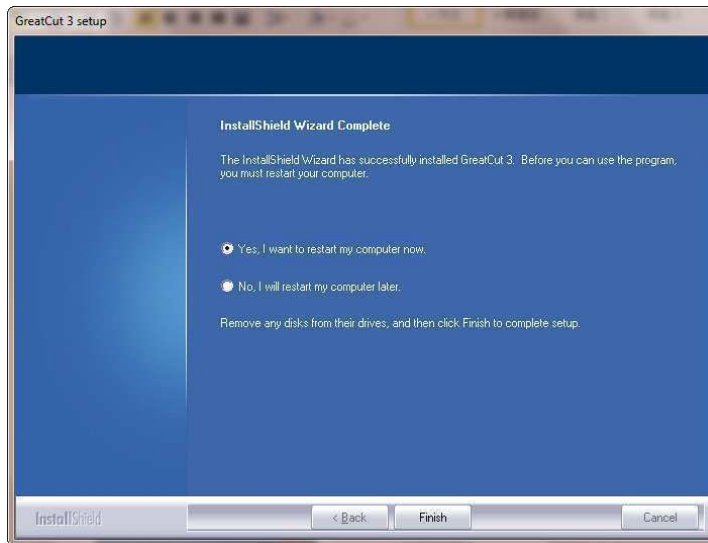 GreatCut 3 setup
InstallShield Wizard Complete
The InstallShield Wizard has successfully installed GreatCut 3. Before you can use the program,
you must restart your computer.
Yes, I want to restart my computer now.
No, I will restart my computer later.
Remove any disks from their drives, and then click Finish to complete setup.
InstallShield
< Back
Finish
Cancel